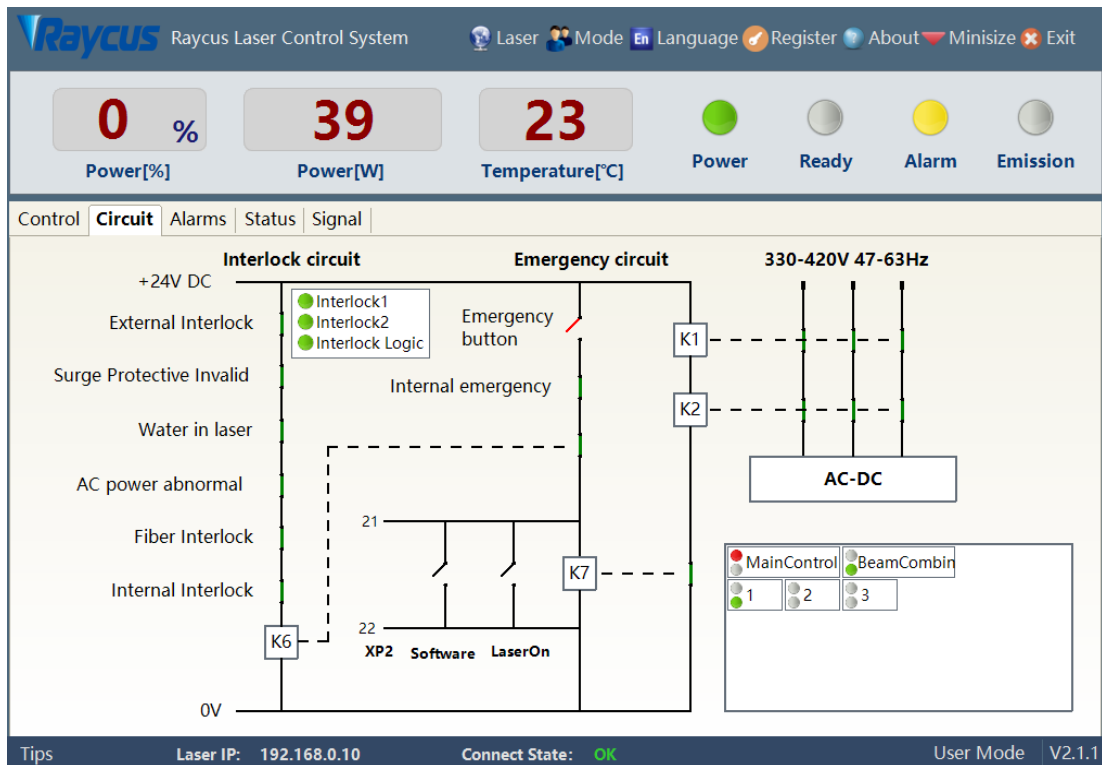 Raycus Raycus Laser Control System Laser Mode En Language Register About Minisize Exit
0 % 39 23
Power[%] Power[W] Temperature[℃] Power Ready Alarm Emission
Control Circuit Alarms Status Signal
Interlock circuit Emergency circuit 330-420V 47-63Hz
+24V DC
Interlock1
External Interlock Interlock2 Emergency
Interlock Logic button K1
Surge Protective Invalid Internal emergency
K2
Water in laser
AC power abnormal AC-DC
21
Fiber Interlock
MainControl BeamCombin
K7
Internal Interlock 1 2 3
22
K6 XP2 Software LaserOn
0V
Tips Laser IP: 192.168.0.10 Connect State: OK User Mode V2.1.1